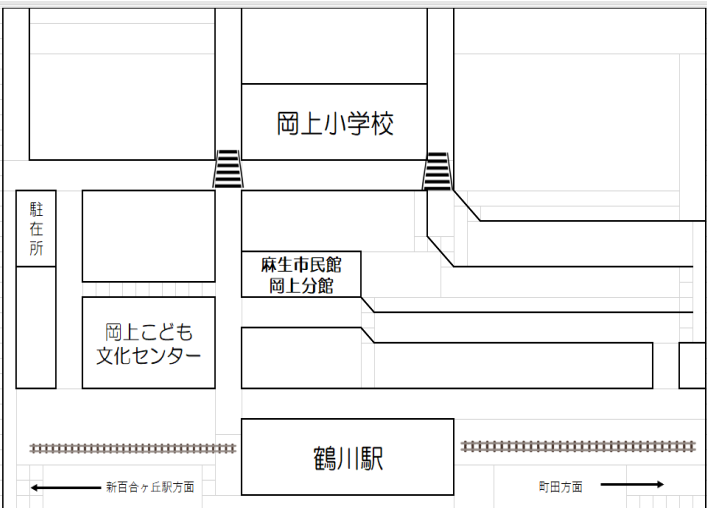 岡上小学校
駐在所
麻生市民館
岡上分館
岡上こども
文化センター
鶴川駅
新百合ヶ丘駅方面
町田方面